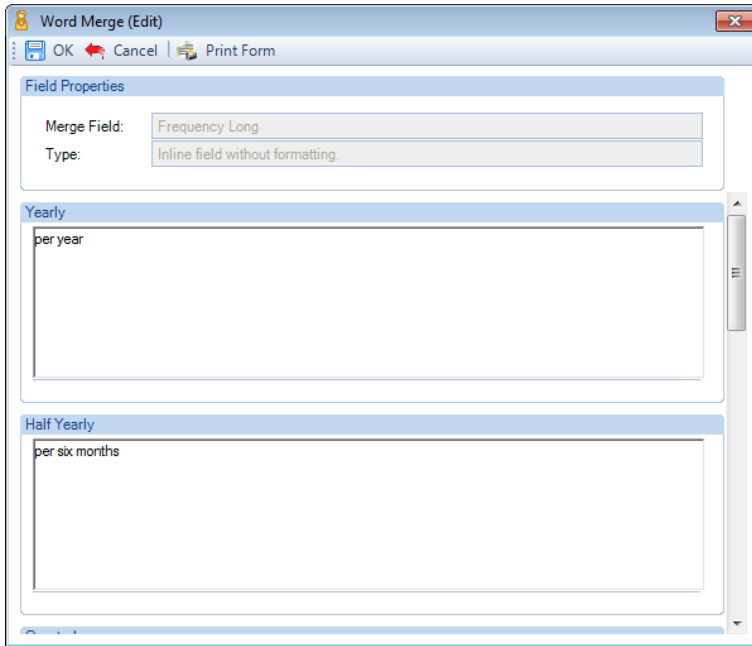 Word Merge (Edit)
OK Cancel Print Form
Field Properties
Merge Field: Frequency Long
Type: Inline field without formatting.
Yearly
per year
Half Yearly
per six months